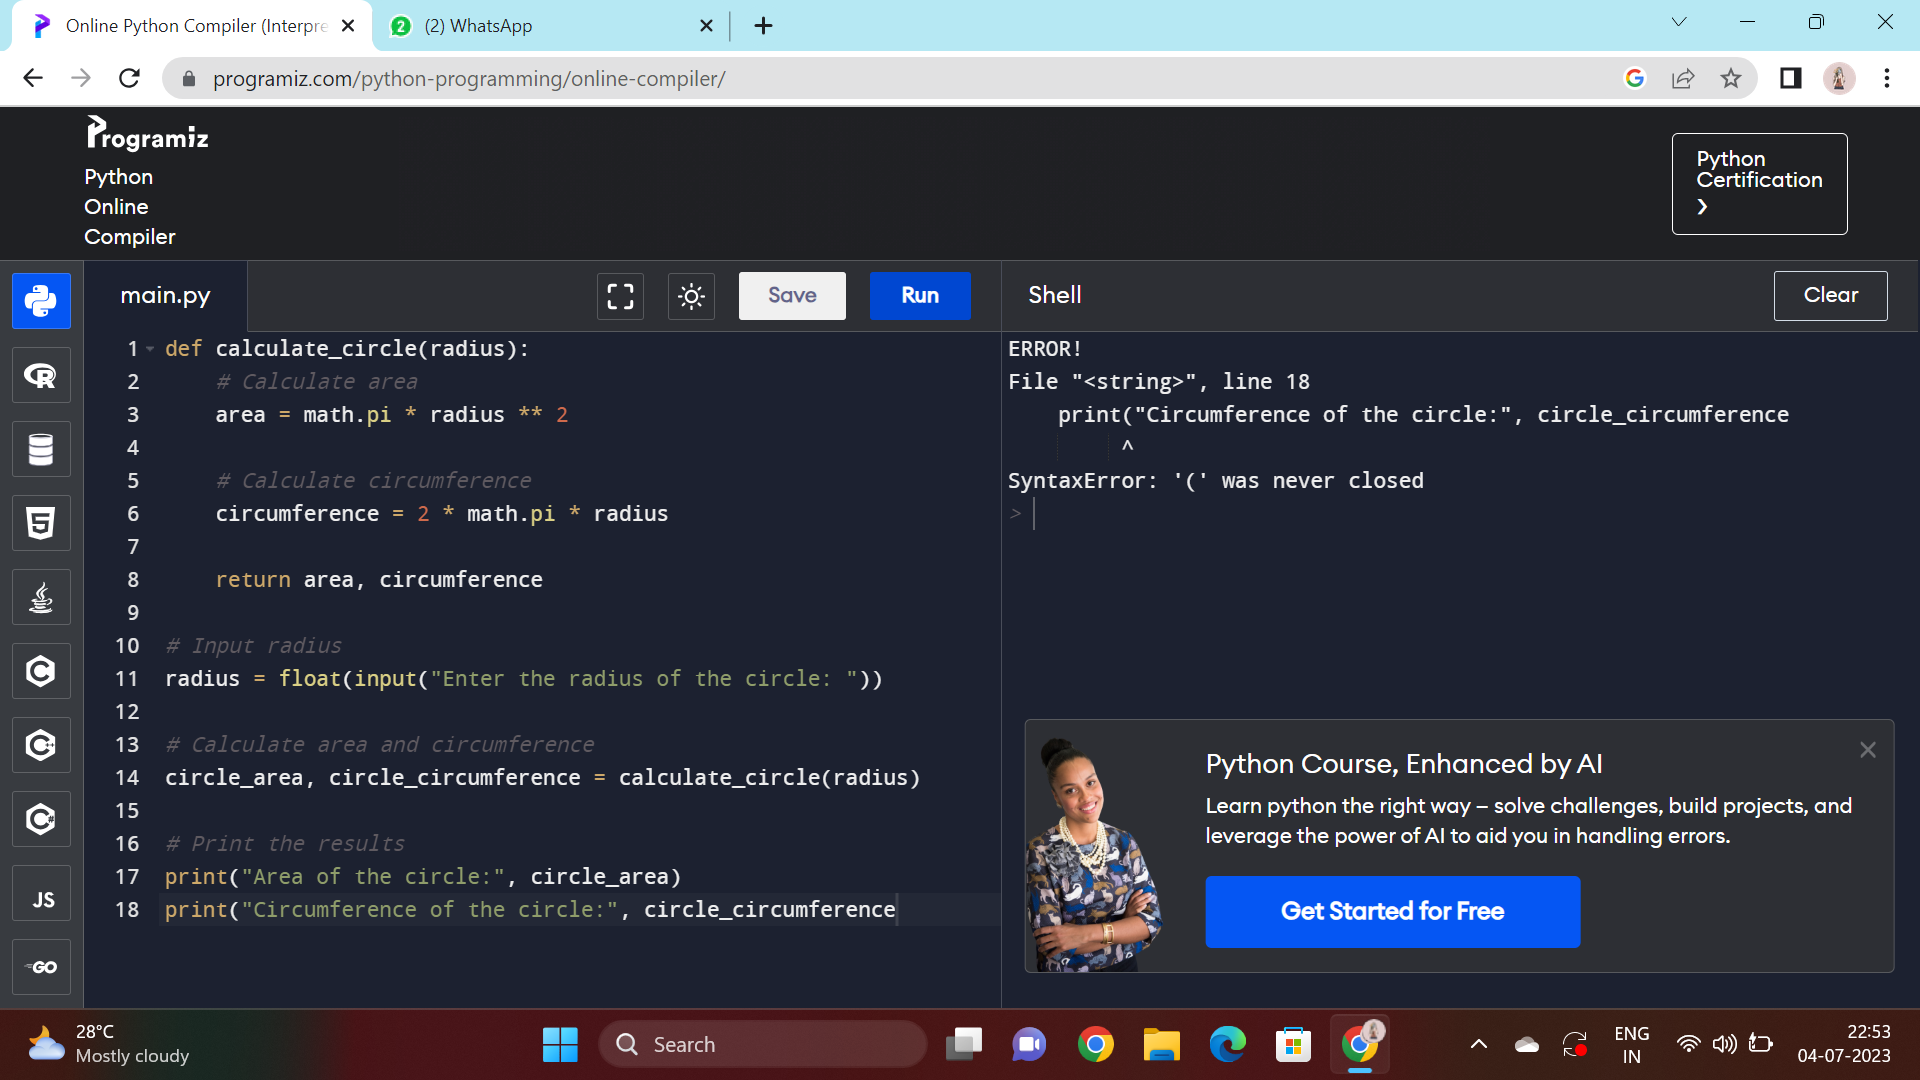 Online Python Compiler (Interpre
2
(2) WhatsApp
programiz.com/python-programming/online-compiler/
Programiz
Python
Online
Compiler
Python
Certification
main.py
Save
Run
Shell
Clear
1 def calculate_circle(radius):
2 # Calculate area
3 area = math.pi * radius ** 2
4
5 # Calculate circumference
6 circumference = 2 * math.pi * radius
7
8 return area, circumference
9
10 # Input radius
11 radius = float(input("Enter the radius of the circle: "))
12
13 # Calculate area and circumference
14 circle_area, circle_circumference = calculate_circle(radius)
15
16 # Print the results
17 print("Area of the circle:", circle_area)
18 print("Circumference of the circle:", circle_circumference
ERROR!
File "<string>", line 18
print("Circumference of the circle:", circle_circumference
^
SyntaxError: '(' was never closed
>
Python Course, Enhanced by AI
Learn python the right way – solve challenges, build projects, and
leverage the power of AI to aid you in handling errors.
Get Started for Free
R
5
C
C++
C#
JS
GO
28°C
Mostly cloudy
Search
ENG
IN
22:53
04-07-2023